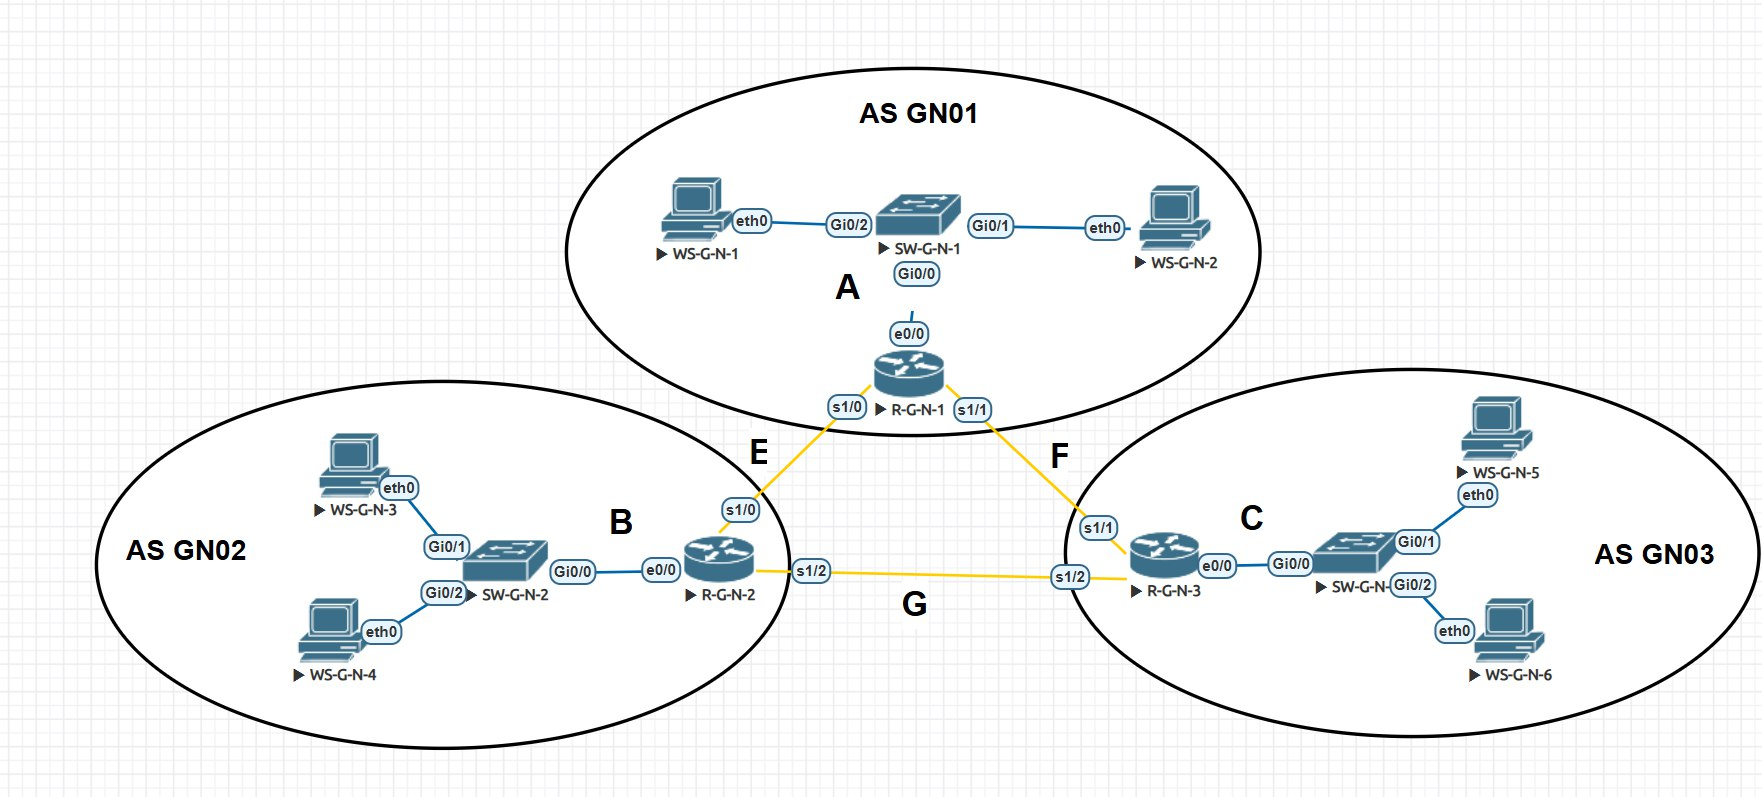 AS GN01
eth0
Gi0/2
Gi0/1
eth0
WS-G-N-1
SW-G-N-1
WS-G-N-2
Gi0/0
A
e0/0
s1/0
R-G-N-1
s1/1
E
F
AS GN02
eth0
WS-G-N-3
s1/0
B
Gi0/1
Gi0/0
e0/0
s1/2
Gi0/2
SW-G-N-2
R-G-N-2
eth0
WS-G-N-4
G
AS GN03
WS-G-N-5
eth0
s1/1
C
Gi0/1
s1/2
e0/0
Gi0/0
R-G-N-3
SW-G-N-
Gi0/2
eth0
WS-G-N-6